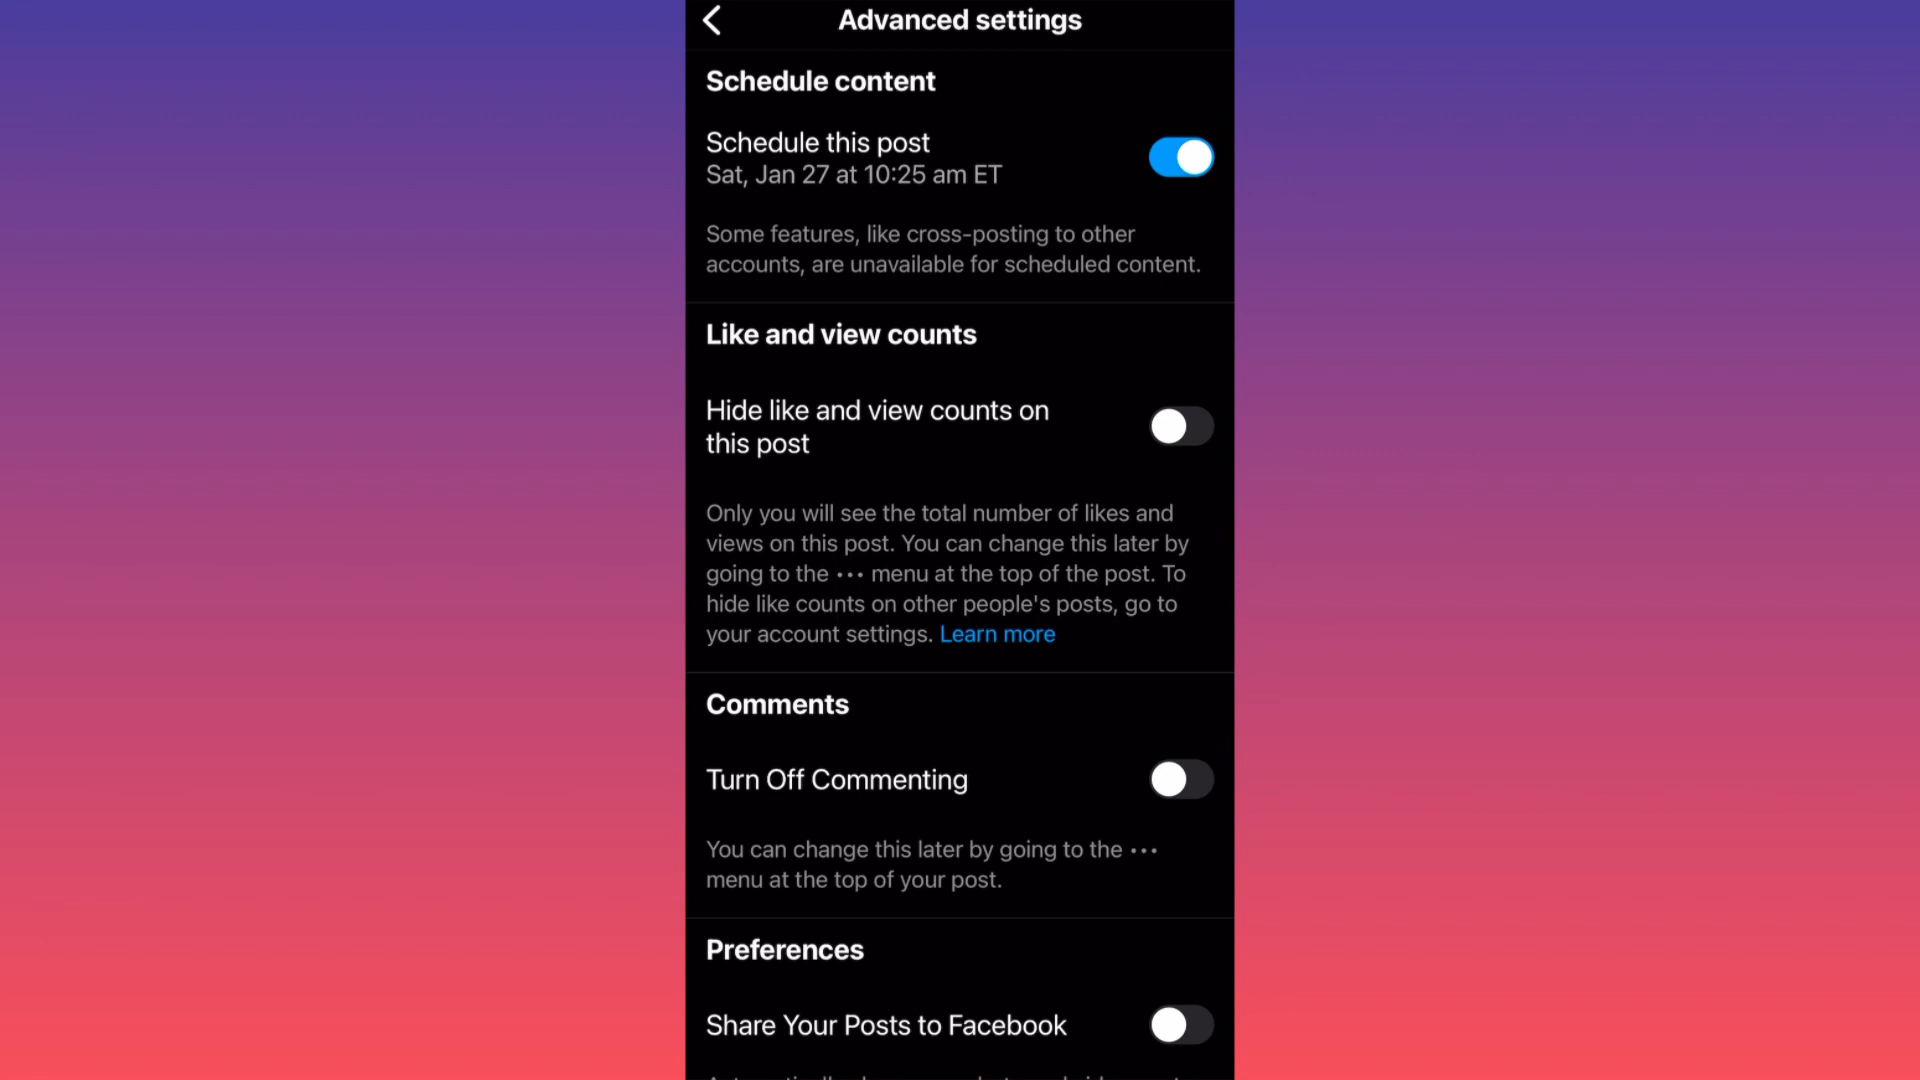 Advanced settings
Schedule content
Schedule this post
Sat, Jan 27 at 10:25 am ET
Some features, like cross-posting to other
accounts, are unavailable for scheduled content.
Like and view counts
Hide like and view counts on
this post
Only you will see the total number of likes and
views on this post. You can change this later by
going to the ••• menu at the top of the post. To
hide like counts on other people's posts, go to
your account settings. Learn more
Comments
Turn Off Commenting
You can change this later by going to the •••
menu at the top of your post.
Preferences
Share Your Posts to Facebook